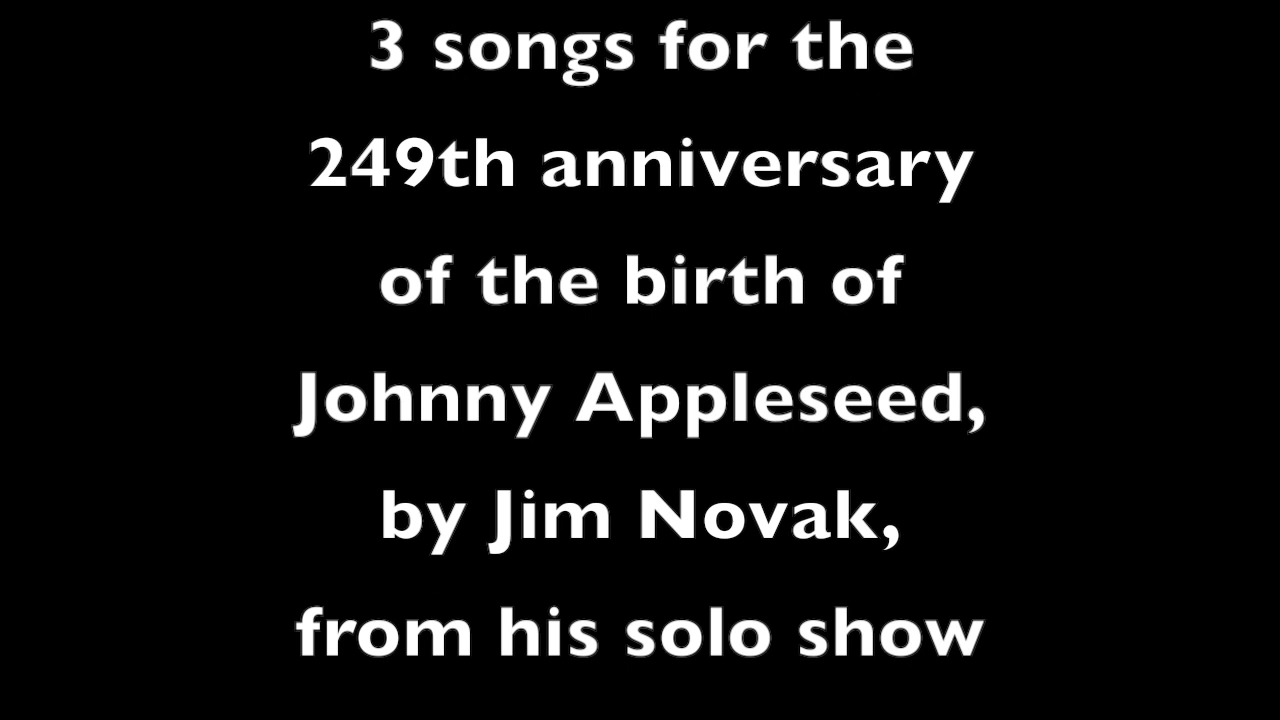 3 songs for the
249th anniversary
of the birth of
Johnny Appleseed,
by Jim Novak,
from his solo show